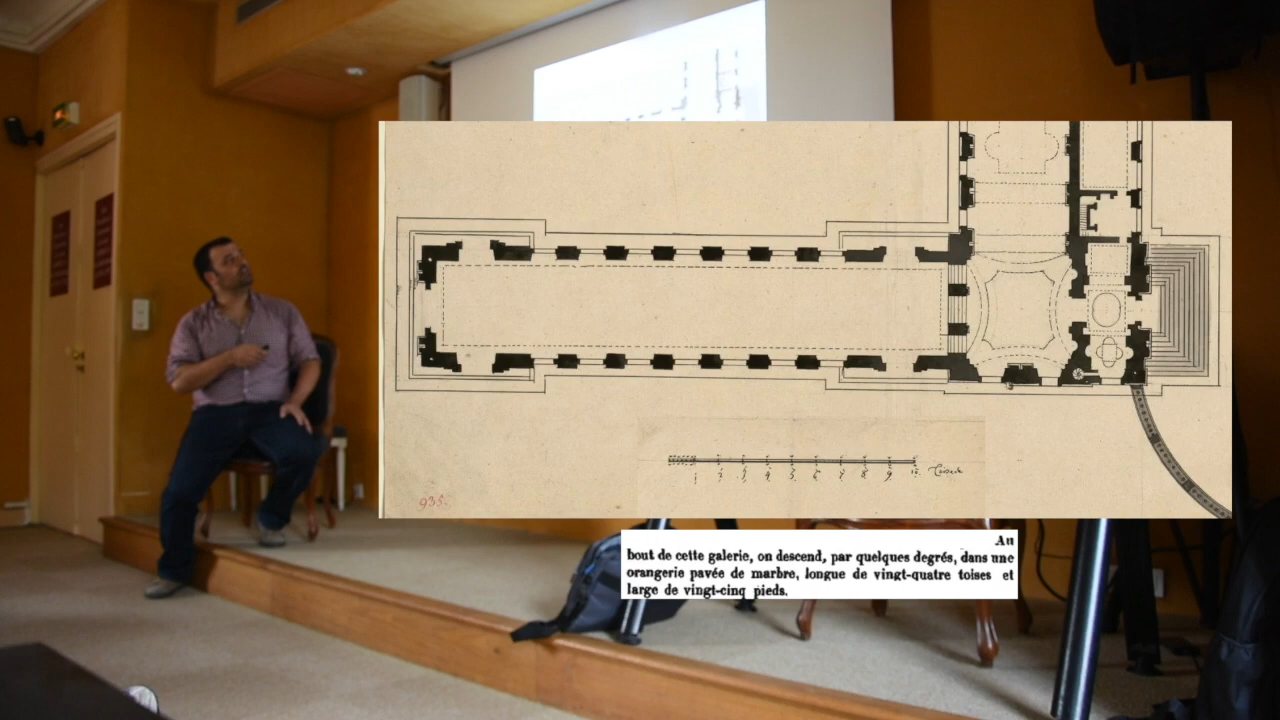 1 2 3 4 5 6 7 8 9 10 Toises
935.
Au
bout de cette galerie, on descend, par quelques degrés, dans une
orangerie pavée de marbre, longue de vingt-quatre toises et
large de vingt-cinq pieds.